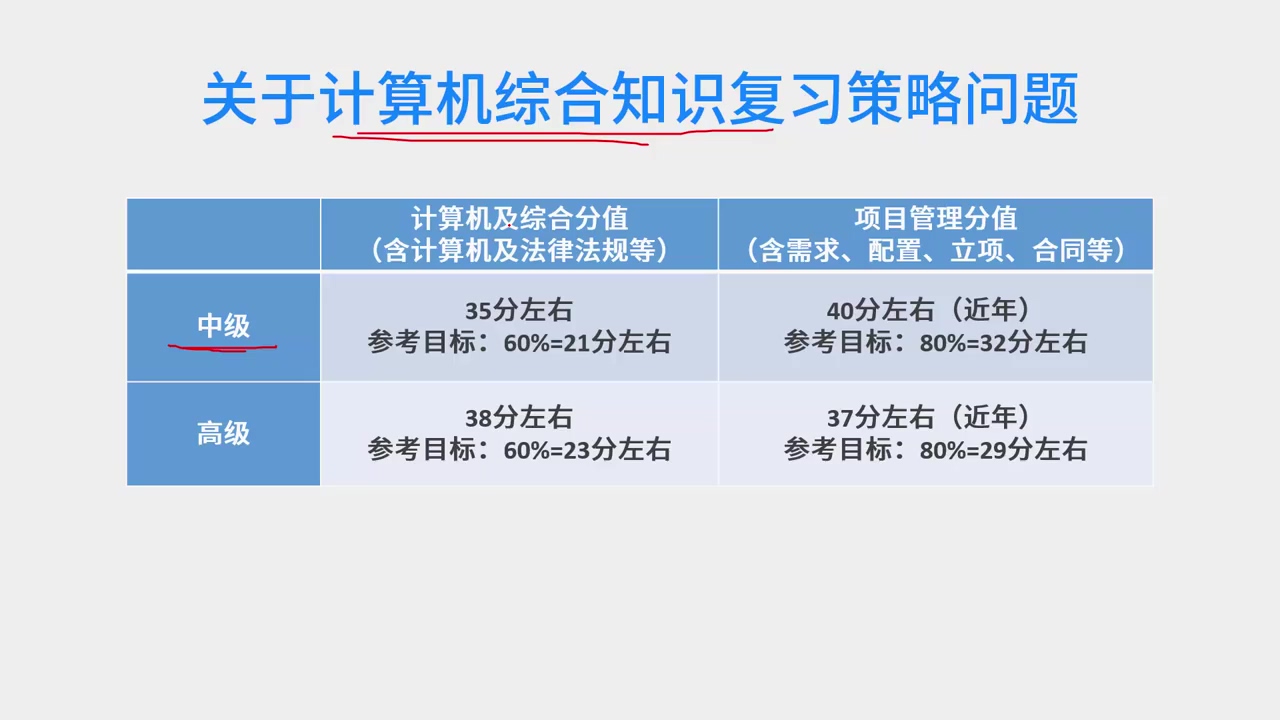 关于计算机综合知识复习策略问题
计算机及综合分值
（含计算机及法律法规等）
项目管理分值
（含需求、配置、立项、合同等）
中级
35分左右
参考目标：60%=21分左右
40分左右（近年）
参考目标：80%=32分左右
高级
38分左右
参考目标：60%=23分左右
37分左右（近年）
参考目标：80%=29分左右